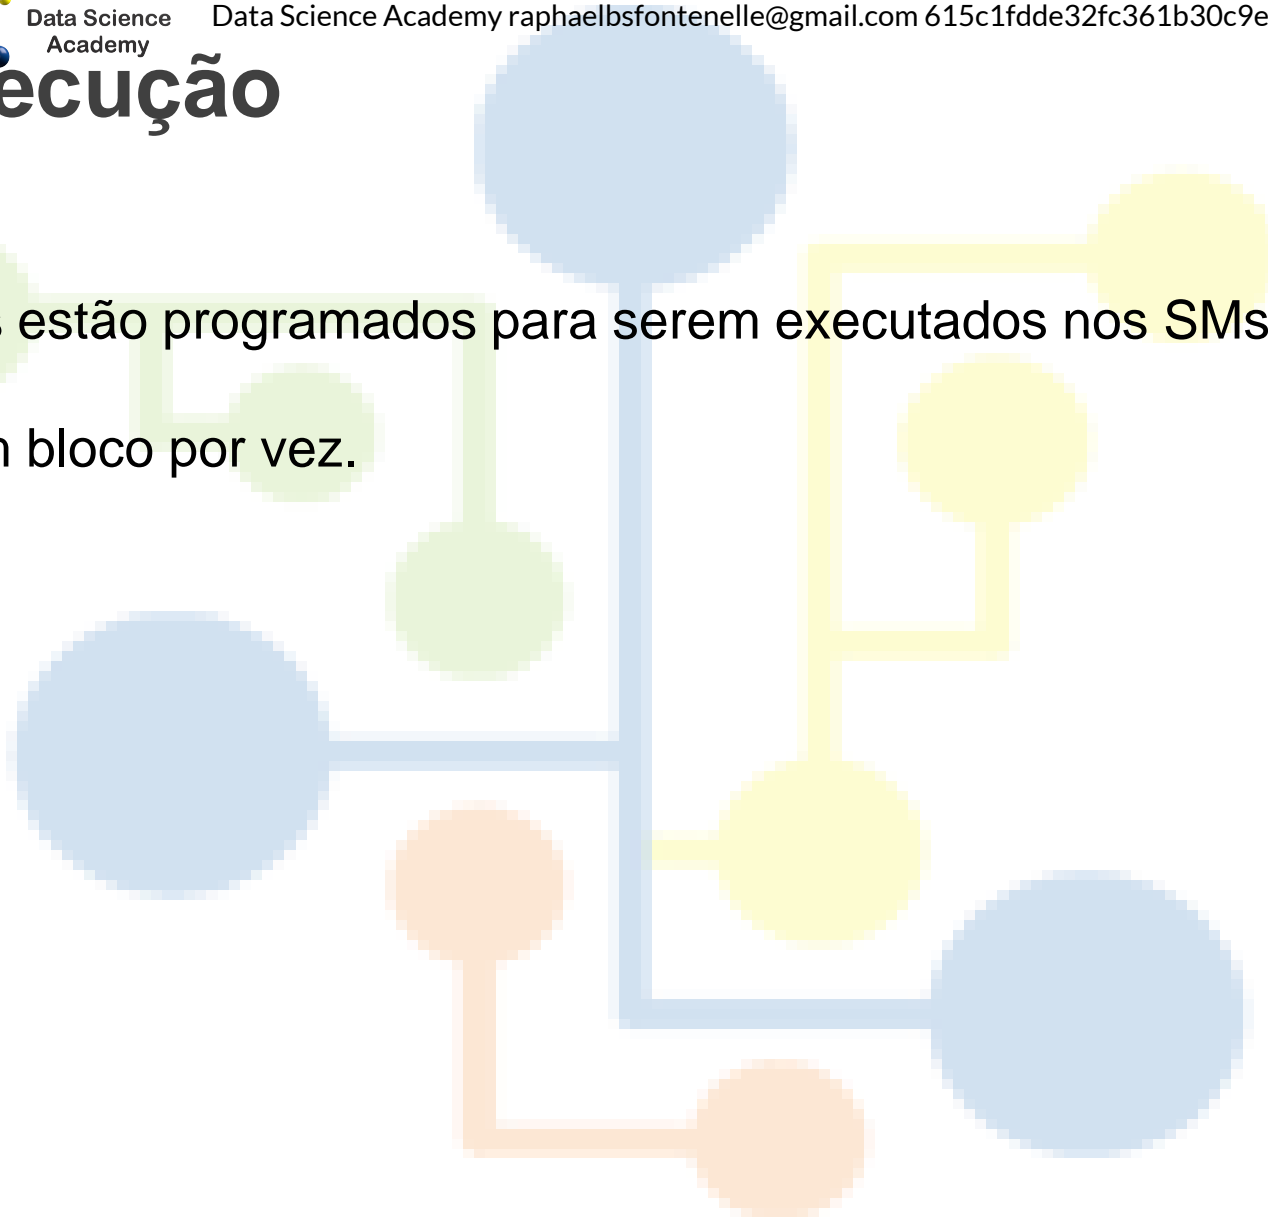 Data Science Academy raphaelbsfontenelle@gmail.com 615c1fdde32fc361b30c9e
Data Science
Academy
ecução
s estão programados para serem executados nos SMs
bloco por vez.